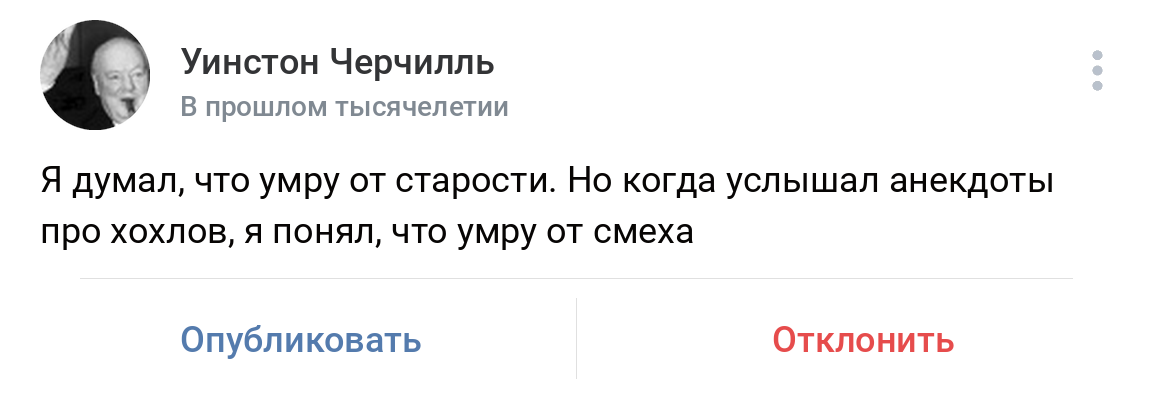 Уинстон Черчилль
В прошлом тысячелетии
Я думал, что умру от старости. Но когда услышал анекдоты
про хохлов, я понял, что умру от смеха
Опубликовать
Отклонить